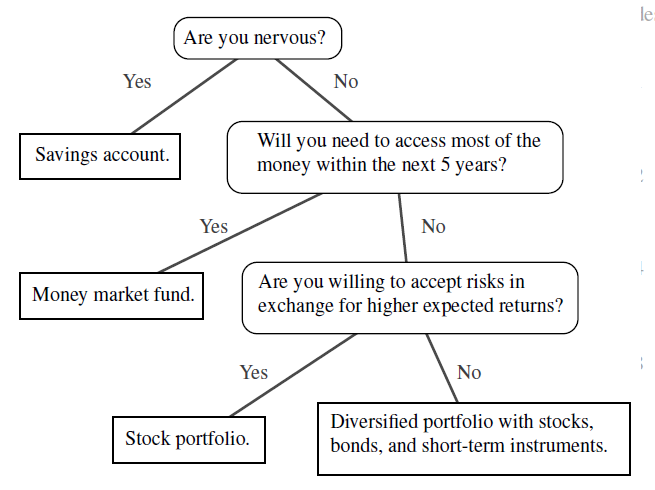 Are you nervous?
Yes
No
Savings account.
Will you need to access most of the
money within the next 5 years?
Yes
No
Money market fund.
Are you willing to accept risks in
exchange for higher expected returns?
Yes
No
Stock portfolio.
Diversified portfolio with stocks,
bonds, and short-term instruments.